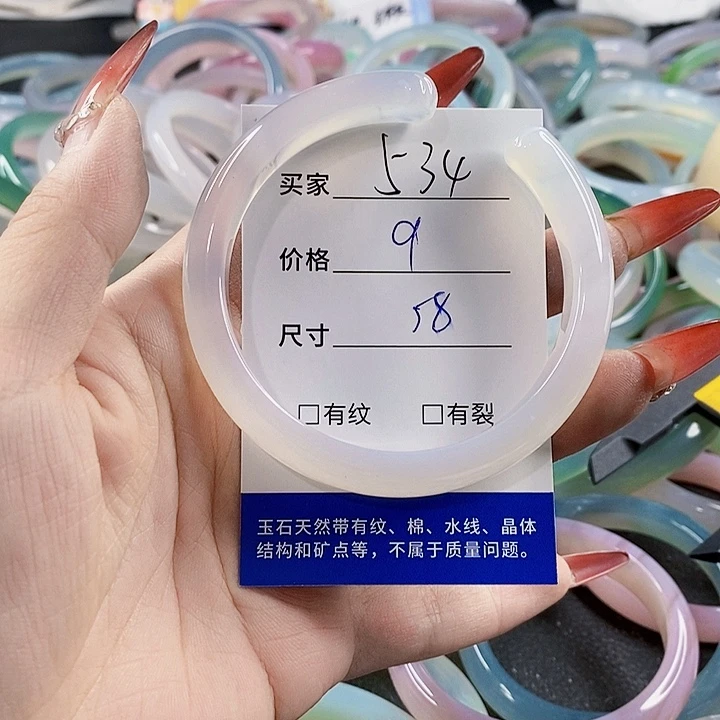 买家 534
价格 9
尺寸 58
□有纹 □有裂
玉石天然带有纹、棉、水线、晶体
结构和矿点等，不属于质量问题。